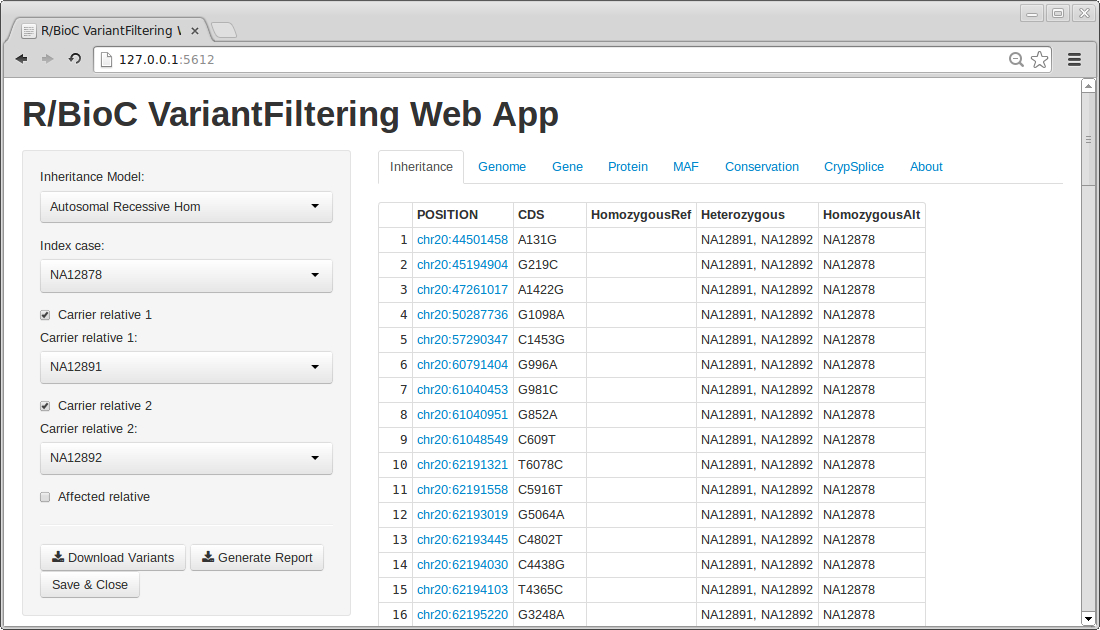 R/BioC VariantFiltering V
127.0.0.1:5612
R/BioC VariantFiltering Web App
Inheritance Model:
Autosomal Recessive Hom
Index case:
NA12878
Carrier relative 1
Carrier relative 1:
NA12891
Carrier relative 2
Carrier relative 2:
NA12892
Affected relative
Download Variants Generate Report
Save & Close
Inheritance Genome Gene Protein MAF Conservation CrypSplice About
POSITION CDS HomozygousRef Heterozygous HomozygousAlt
1 chr20:44501458 A131G NA12891, NA12892 NA12878
2 chr20:45194904 G219C NA12891, NA12892 NA12878
3 chr20:47261017 A1422G NA12891, NA12892 NA12878
4 chr20:50287736 G1098A NA12891, NA12892 NA12878
5 chr20:57290347 C1453G NA12891, NA12892 NA12878
6 chr20:60791404 G996A NA12891, NA12892 NA12878
7 chr20:61040453 G981C NA12891, NA12892 NA12878
8 chr20:61040951 G852A NA12891, NA12892 NA12878
9 chr20:61048549 C609T NA12891, NA12892 NA12878
10 chr20:62191321 T6078C NA12891, NA12892 NA12878
11 chr20:62191558 C5916T NA12891, NA12892 NA12878
12 chr20:62193019 G5064A NA12891, NA12892 NA12878
13 chr20:62193445 C4802T NA12891, NA12892 NA12878
14 chr20:62194030 C4438G NA12891, NA12892 NA12878
15 chr20:62194103 T4365C NA12891, NA12892 NA12878
16 chr20:62195220 G3248A NA12891, NA12892 NA12878